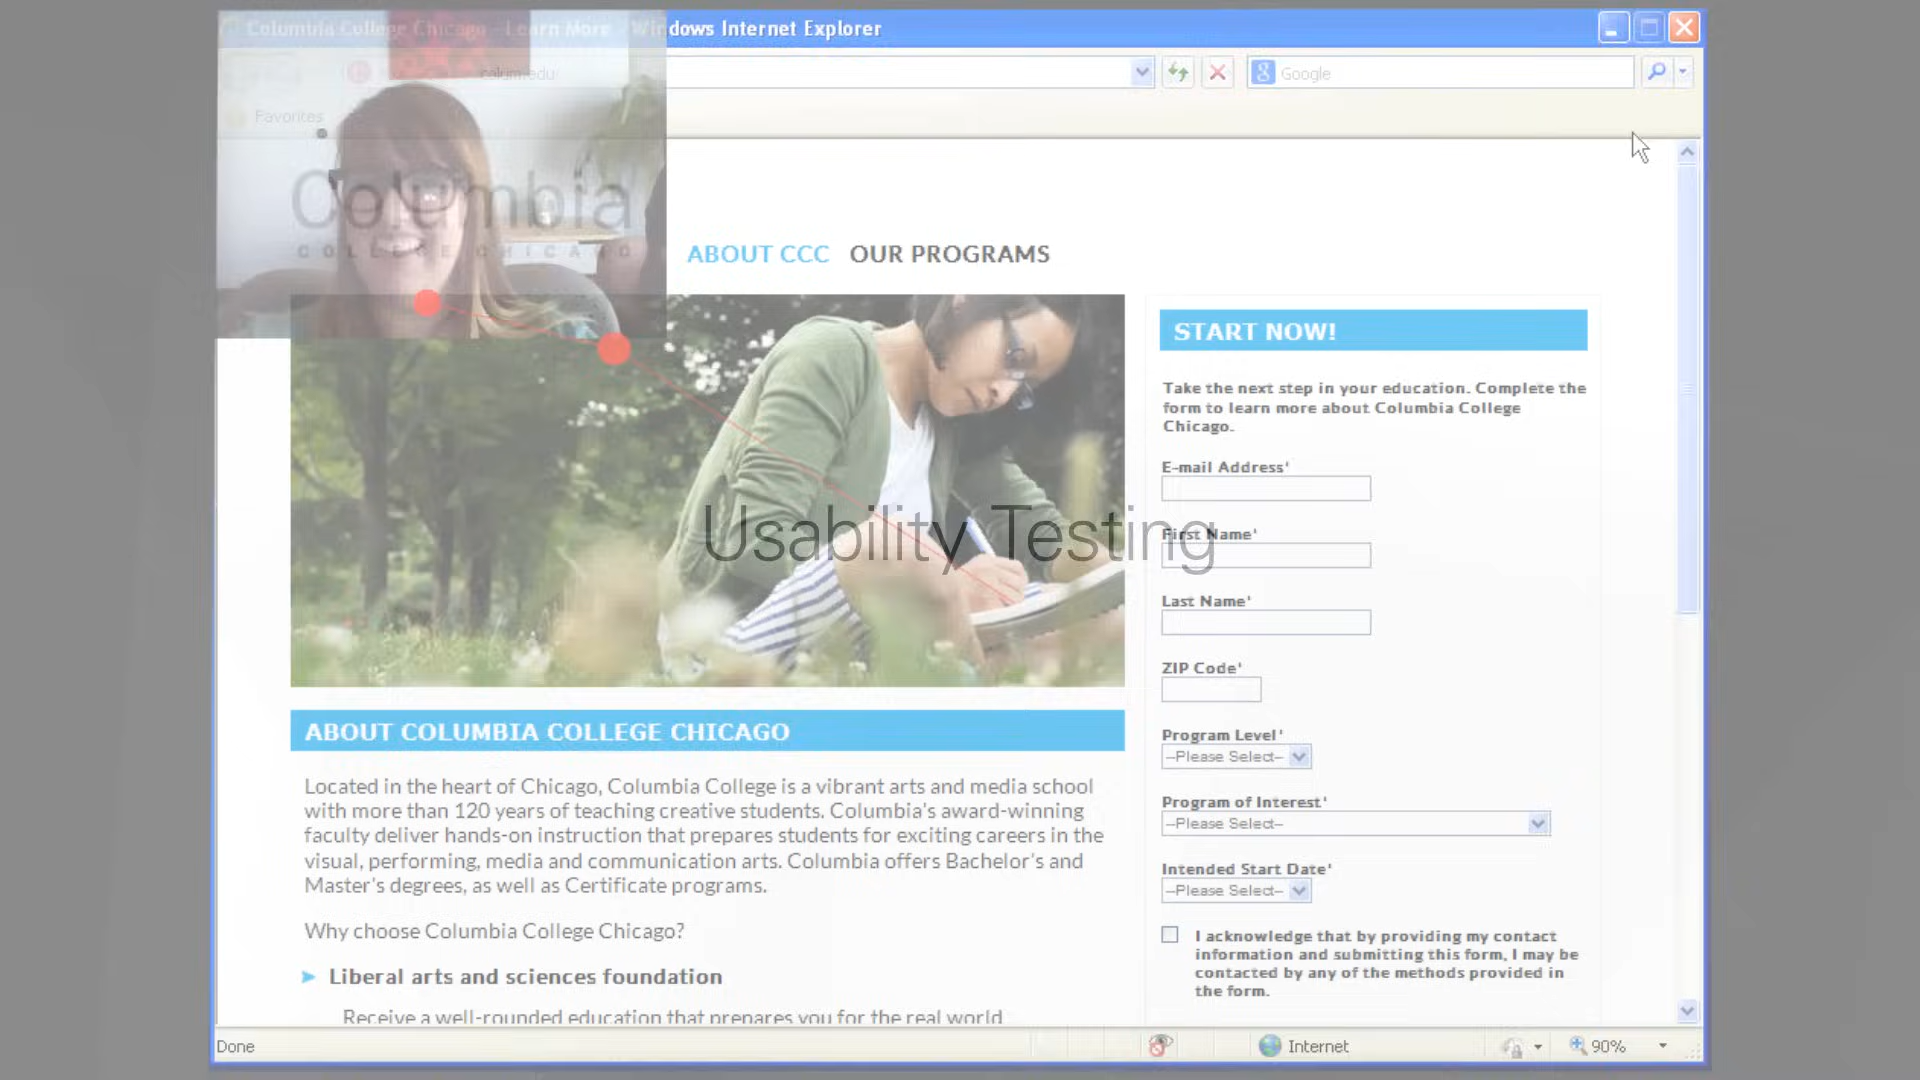 Columbia College Chicago - Learn More - Windows Internet Explorer
colum.edu
Google
Favorites
Columbia
COLLEGE CHICAGO
ABOUT CCC OUR PROGRAMS
START NOW!
Take the next step in your education. Complete the
form to learn more about Columbia College
Chicago.
E-mail Address*
First Name*
Last Name*
ZIP Code*
Program Level*
--Please Select--
Program of Interest*
--Please Select--
Intended Start Date*
--Please Select--
I acknowledge that by providing my contact
information and submitting this form, I may be
contacted by any of the methods provided in
the form.
Usability Testing
ABOUT COLUMBIA COLLEGE CHICAGO
Located in the heart of Chicago, Columbia College is a vibrant arts and media school
with more than 120 years of teaching creative students. Columbia's award-winning
faculty deliver hands-on instruction that prepares students for exciting careers in the
visual, performing, media and communication arts. Columbia offers Bachelor's and
Master's degrees, as well as Certificate programs.
Why choose Columbia College Chicago?
Liberal arts and sciences foundation
Receive a well-rounded education that prepares you for the real world
Done
Internet
90%